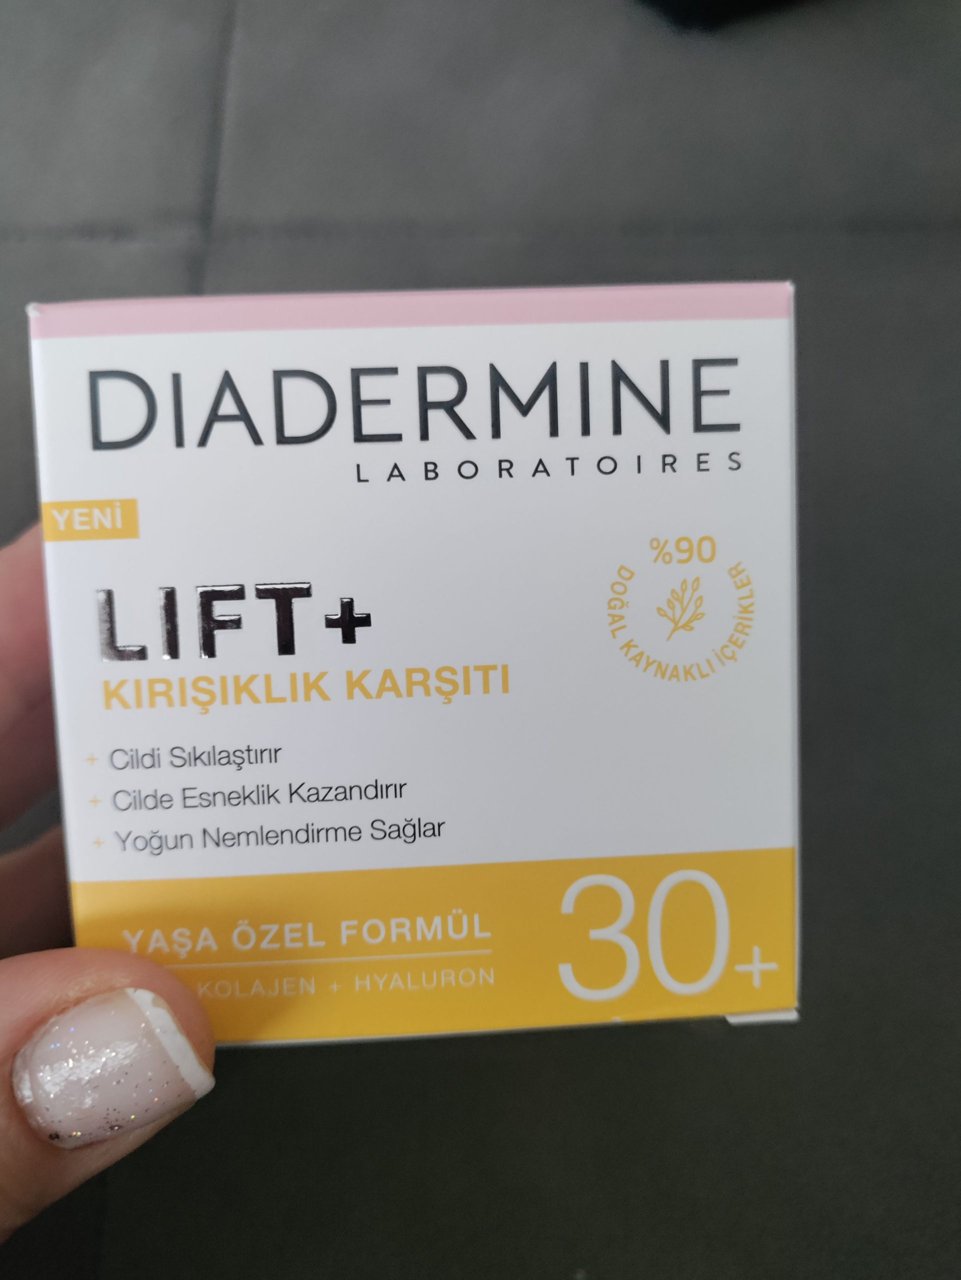 DIADERMINE
LABORATOIRES
YENİ
LIFT+
KIRIŞIKLIK KARŞITI
%90
DOĞAL KAYNAKLI İÇERİKLER
+ Cildi Sıkılaştırır
+ Cilde Esneklik Kazandırır
+ Yoğun Nemlendirme Sağlar
YAŞA ÖZEL FORMÜL
KOLAJEN + HYALURON
30+